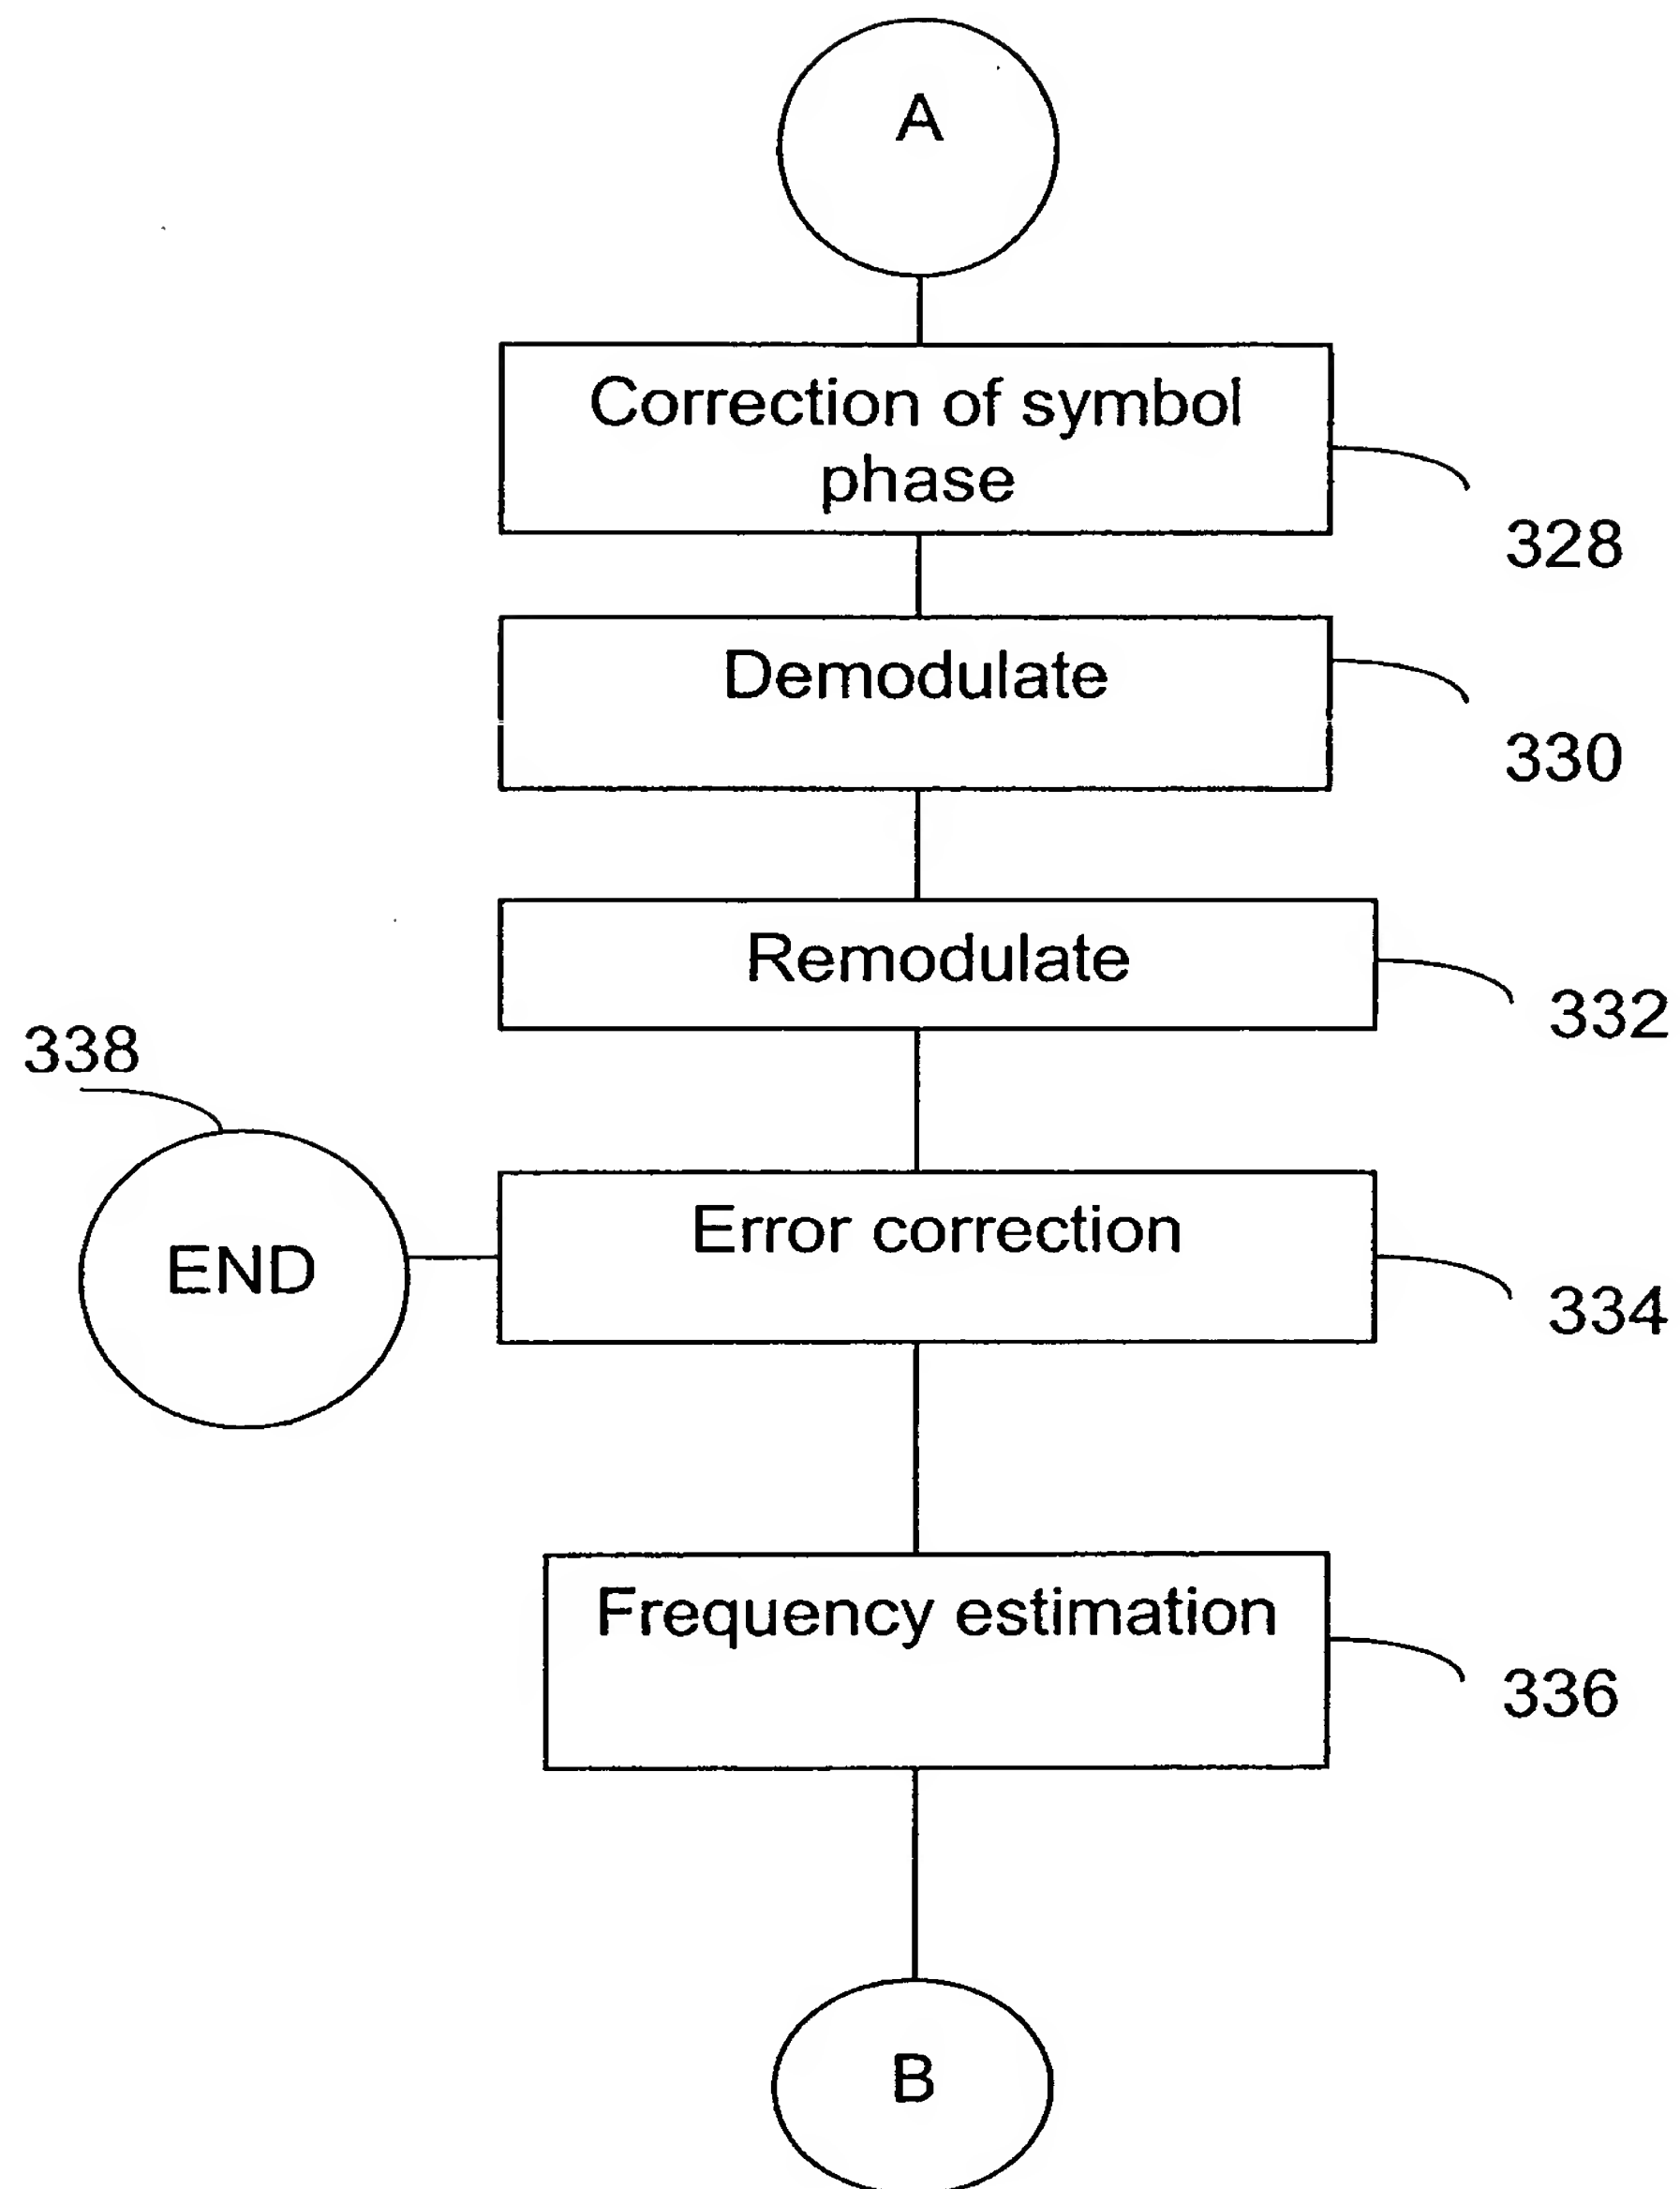 A
Correction of symbol
phase
328
Demodulate
330
Remodulate
332
338
END
Error correction
334
Frequency estimation
336
B